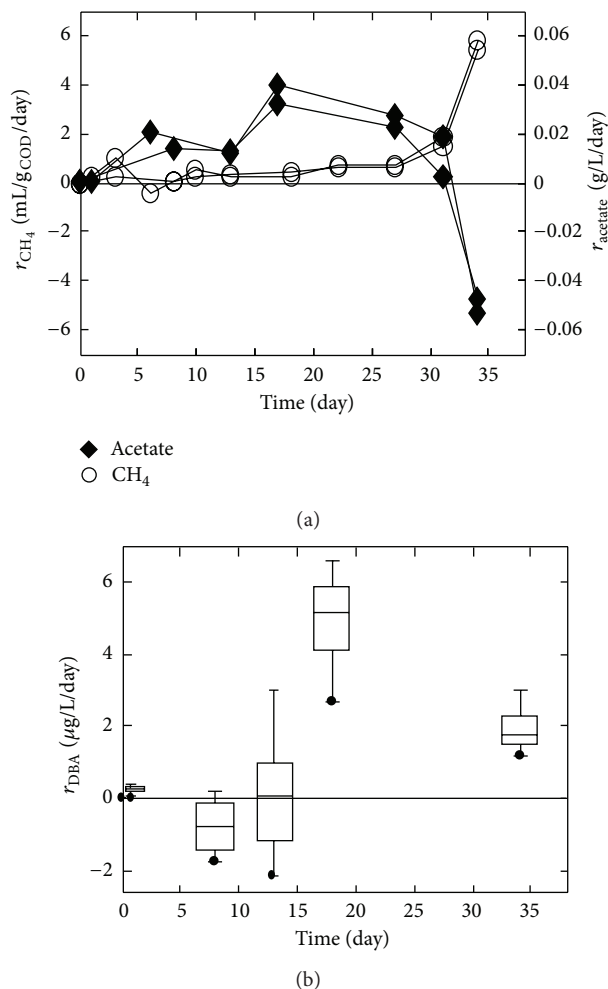 6
4
2
0
−2
−4
−6
r_CH₄ (mL/g_COD/day)
0.06
0.04
0.02
0
−0.02
−0.04
−0.06
r_acetate (g/L/day)
0 5 10 15 20 25 30 35
Time (day)
Acetate
CH₄
(a)
6
4
2
0
−2
r_DBA (μg/L/day)
0 5 10 15 20 25 30 35
Time (day)
(b)